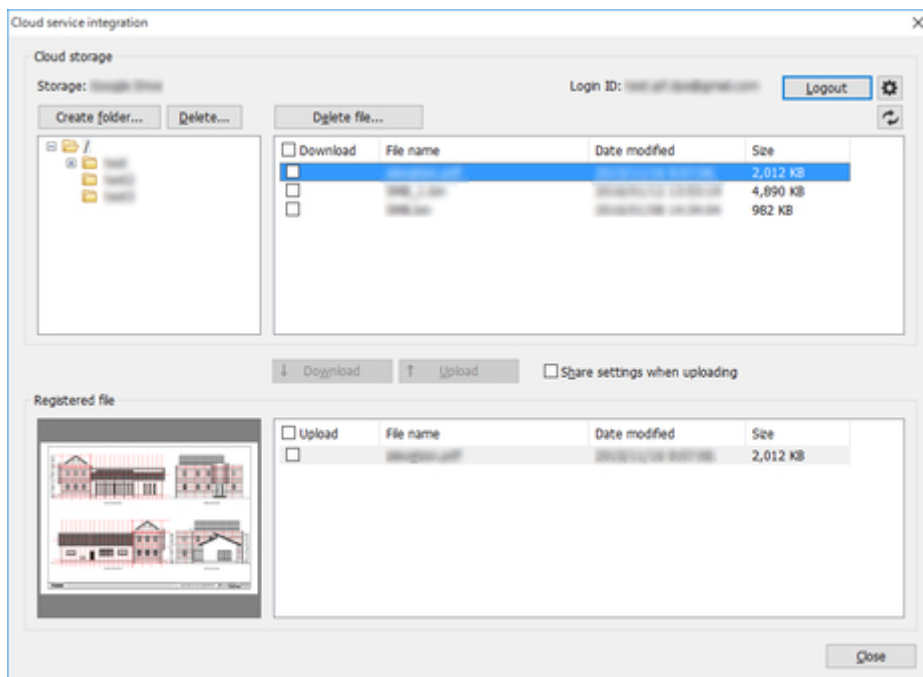 Cloud service integration
Cloud storage
Storage:
Login ID:
Logout
Create folder...
Delete...
Delete file...
/
Download File name Date modified Size
2,012 KB
4,890 KB
982 KB
↓ Download
↑ Upload
Share settings when uploading
Registered file
Upload File name Date modified Size
2,012 KB
Close